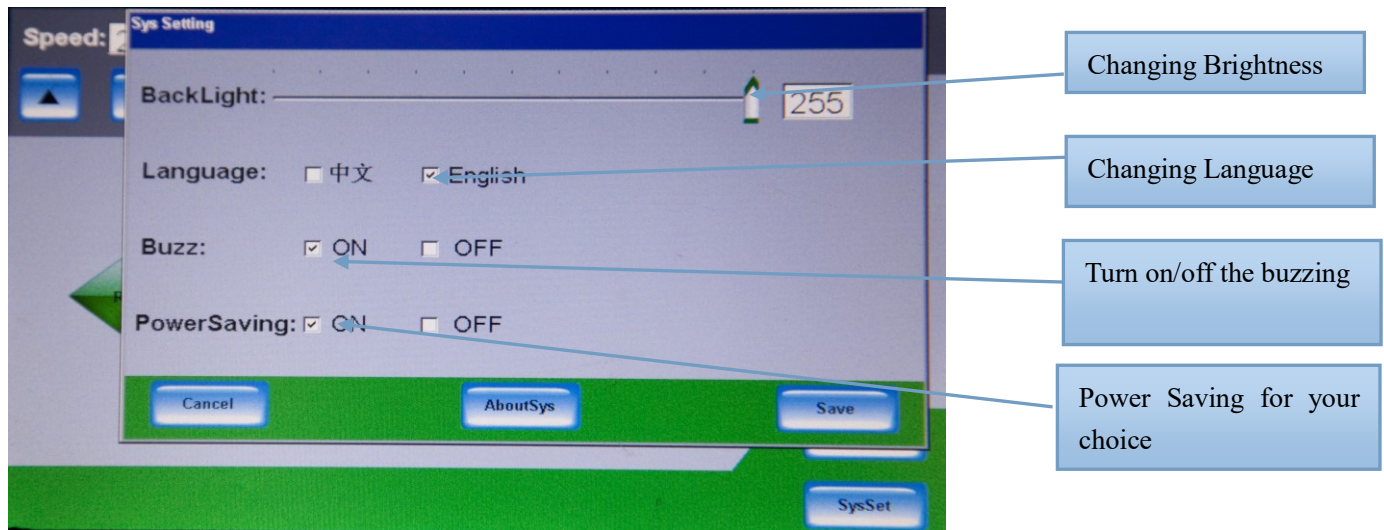 Speed:
Sys Setting
BackLight: 255
Language: 中文 English
Buzz: ON OFF
PowerSaving: ON OFF
Cancel AboutSys Save
SysSet
Changing Brightness
Changing Language
Turn on/off the buzzing
Power Saving for your
choice